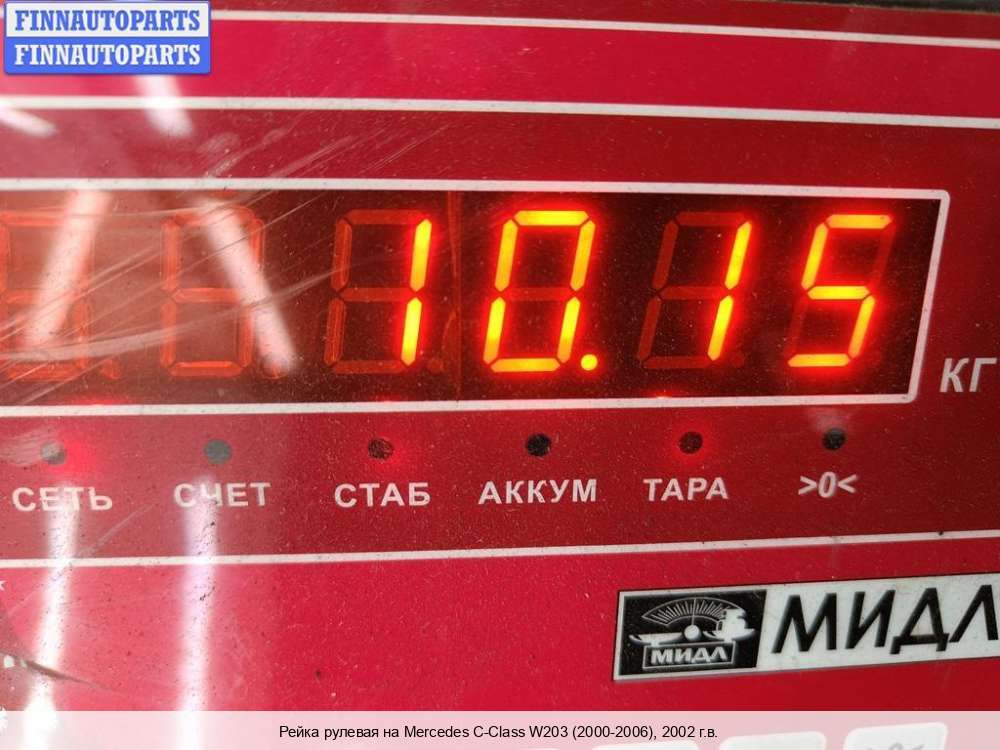 FINNAUTOPARTS
FINNAUTOPARTS
10.15
КГ
СЕТЬ СЧЕТ СТАБ АККУМ ТАРА >0<
МИДЛ МИДЛ
Рейка рулевая на Mercedes C-Class W203 (2000-2006), 2002 г.в.